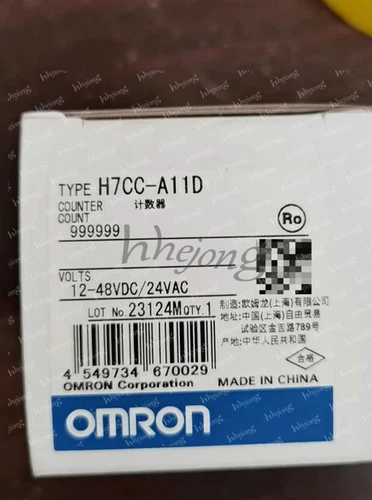 TYPE H7CC-A11D
COUNTER 计数器
COUNT
999999
Ro
hhejong
VOLTS
12-48VDC/24VAC
LOT No.23124M QTY.1
制造:欧姆龙(上海)有限公司
地址:中国(上海)自由贸易
试验区金吉路789号
产地:中华人民共和国
合格
4 549734 670029
OMRON Corporation
MADE IN CHINA
OMRON